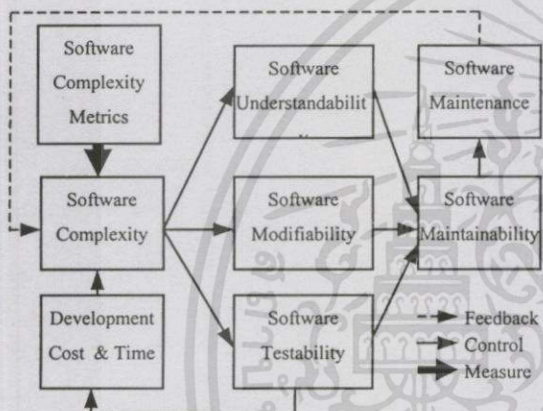 Software
Complexity
Metrics
Software
Understandabilit
Software
Maintenance
Software
Complexity
Software
Modifiability
Software
Maintainability
Development
Cost & Time
Software
Testability
Feedback
Control
Measure